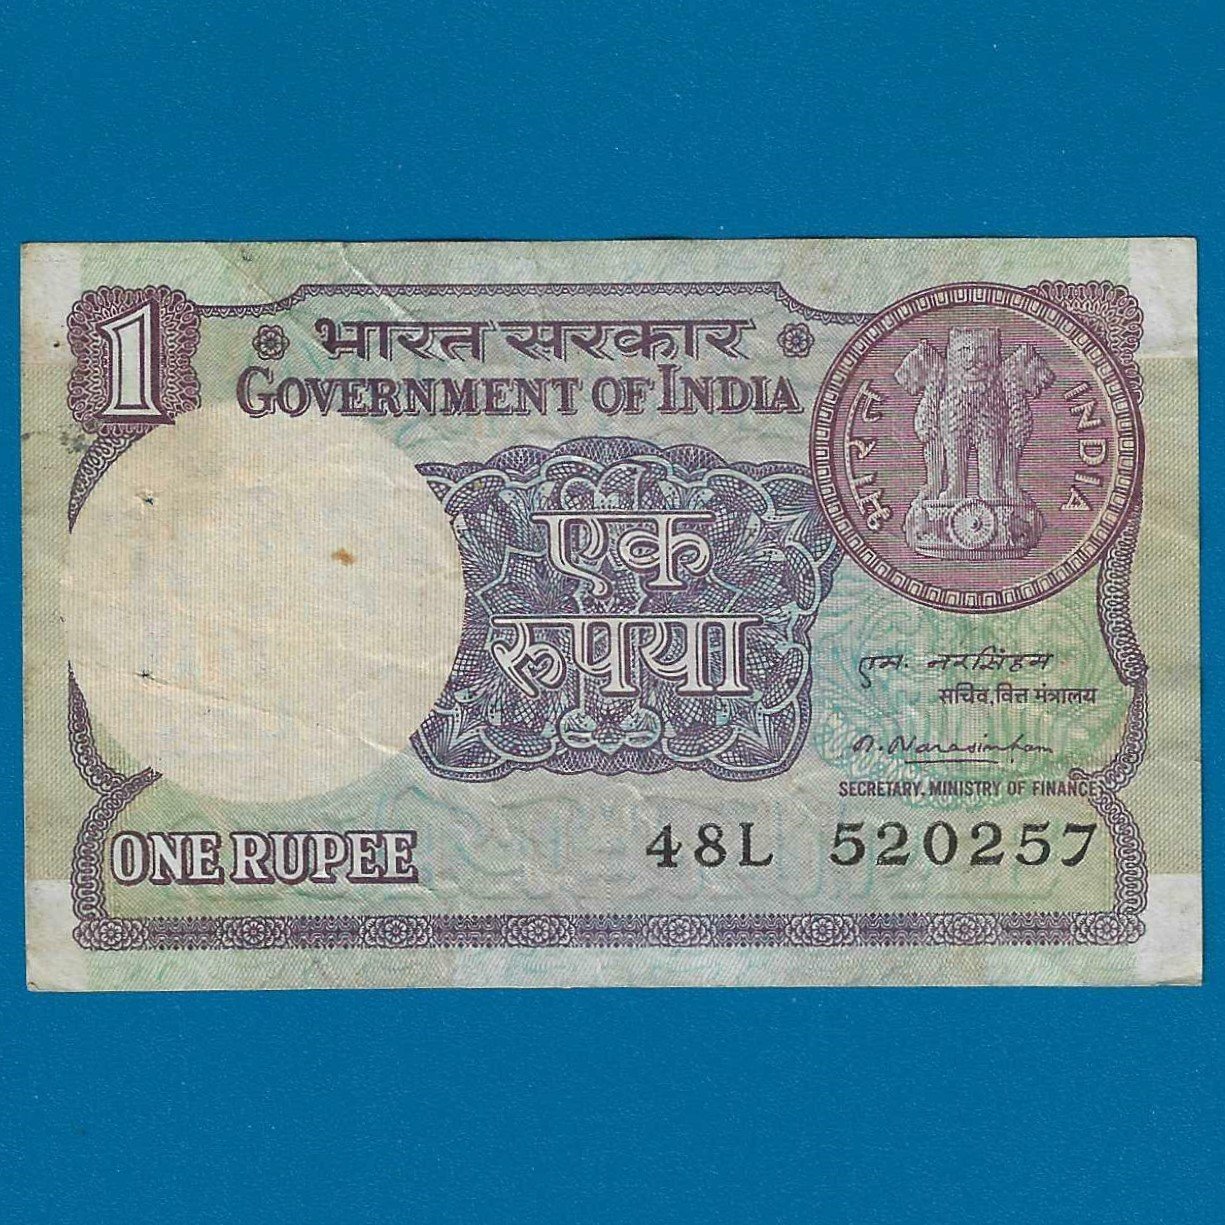 1
भारत सरकार
GOVERNMENT OF INDIA
भारत
INDIA
एक
रुपया
एम. नरसिंहम
सचिव, वित्त मंत्रालय
M. Narasimham
SECRETARY, MINISTRY OF FINANCE
ONE RUPEE
48L 520257